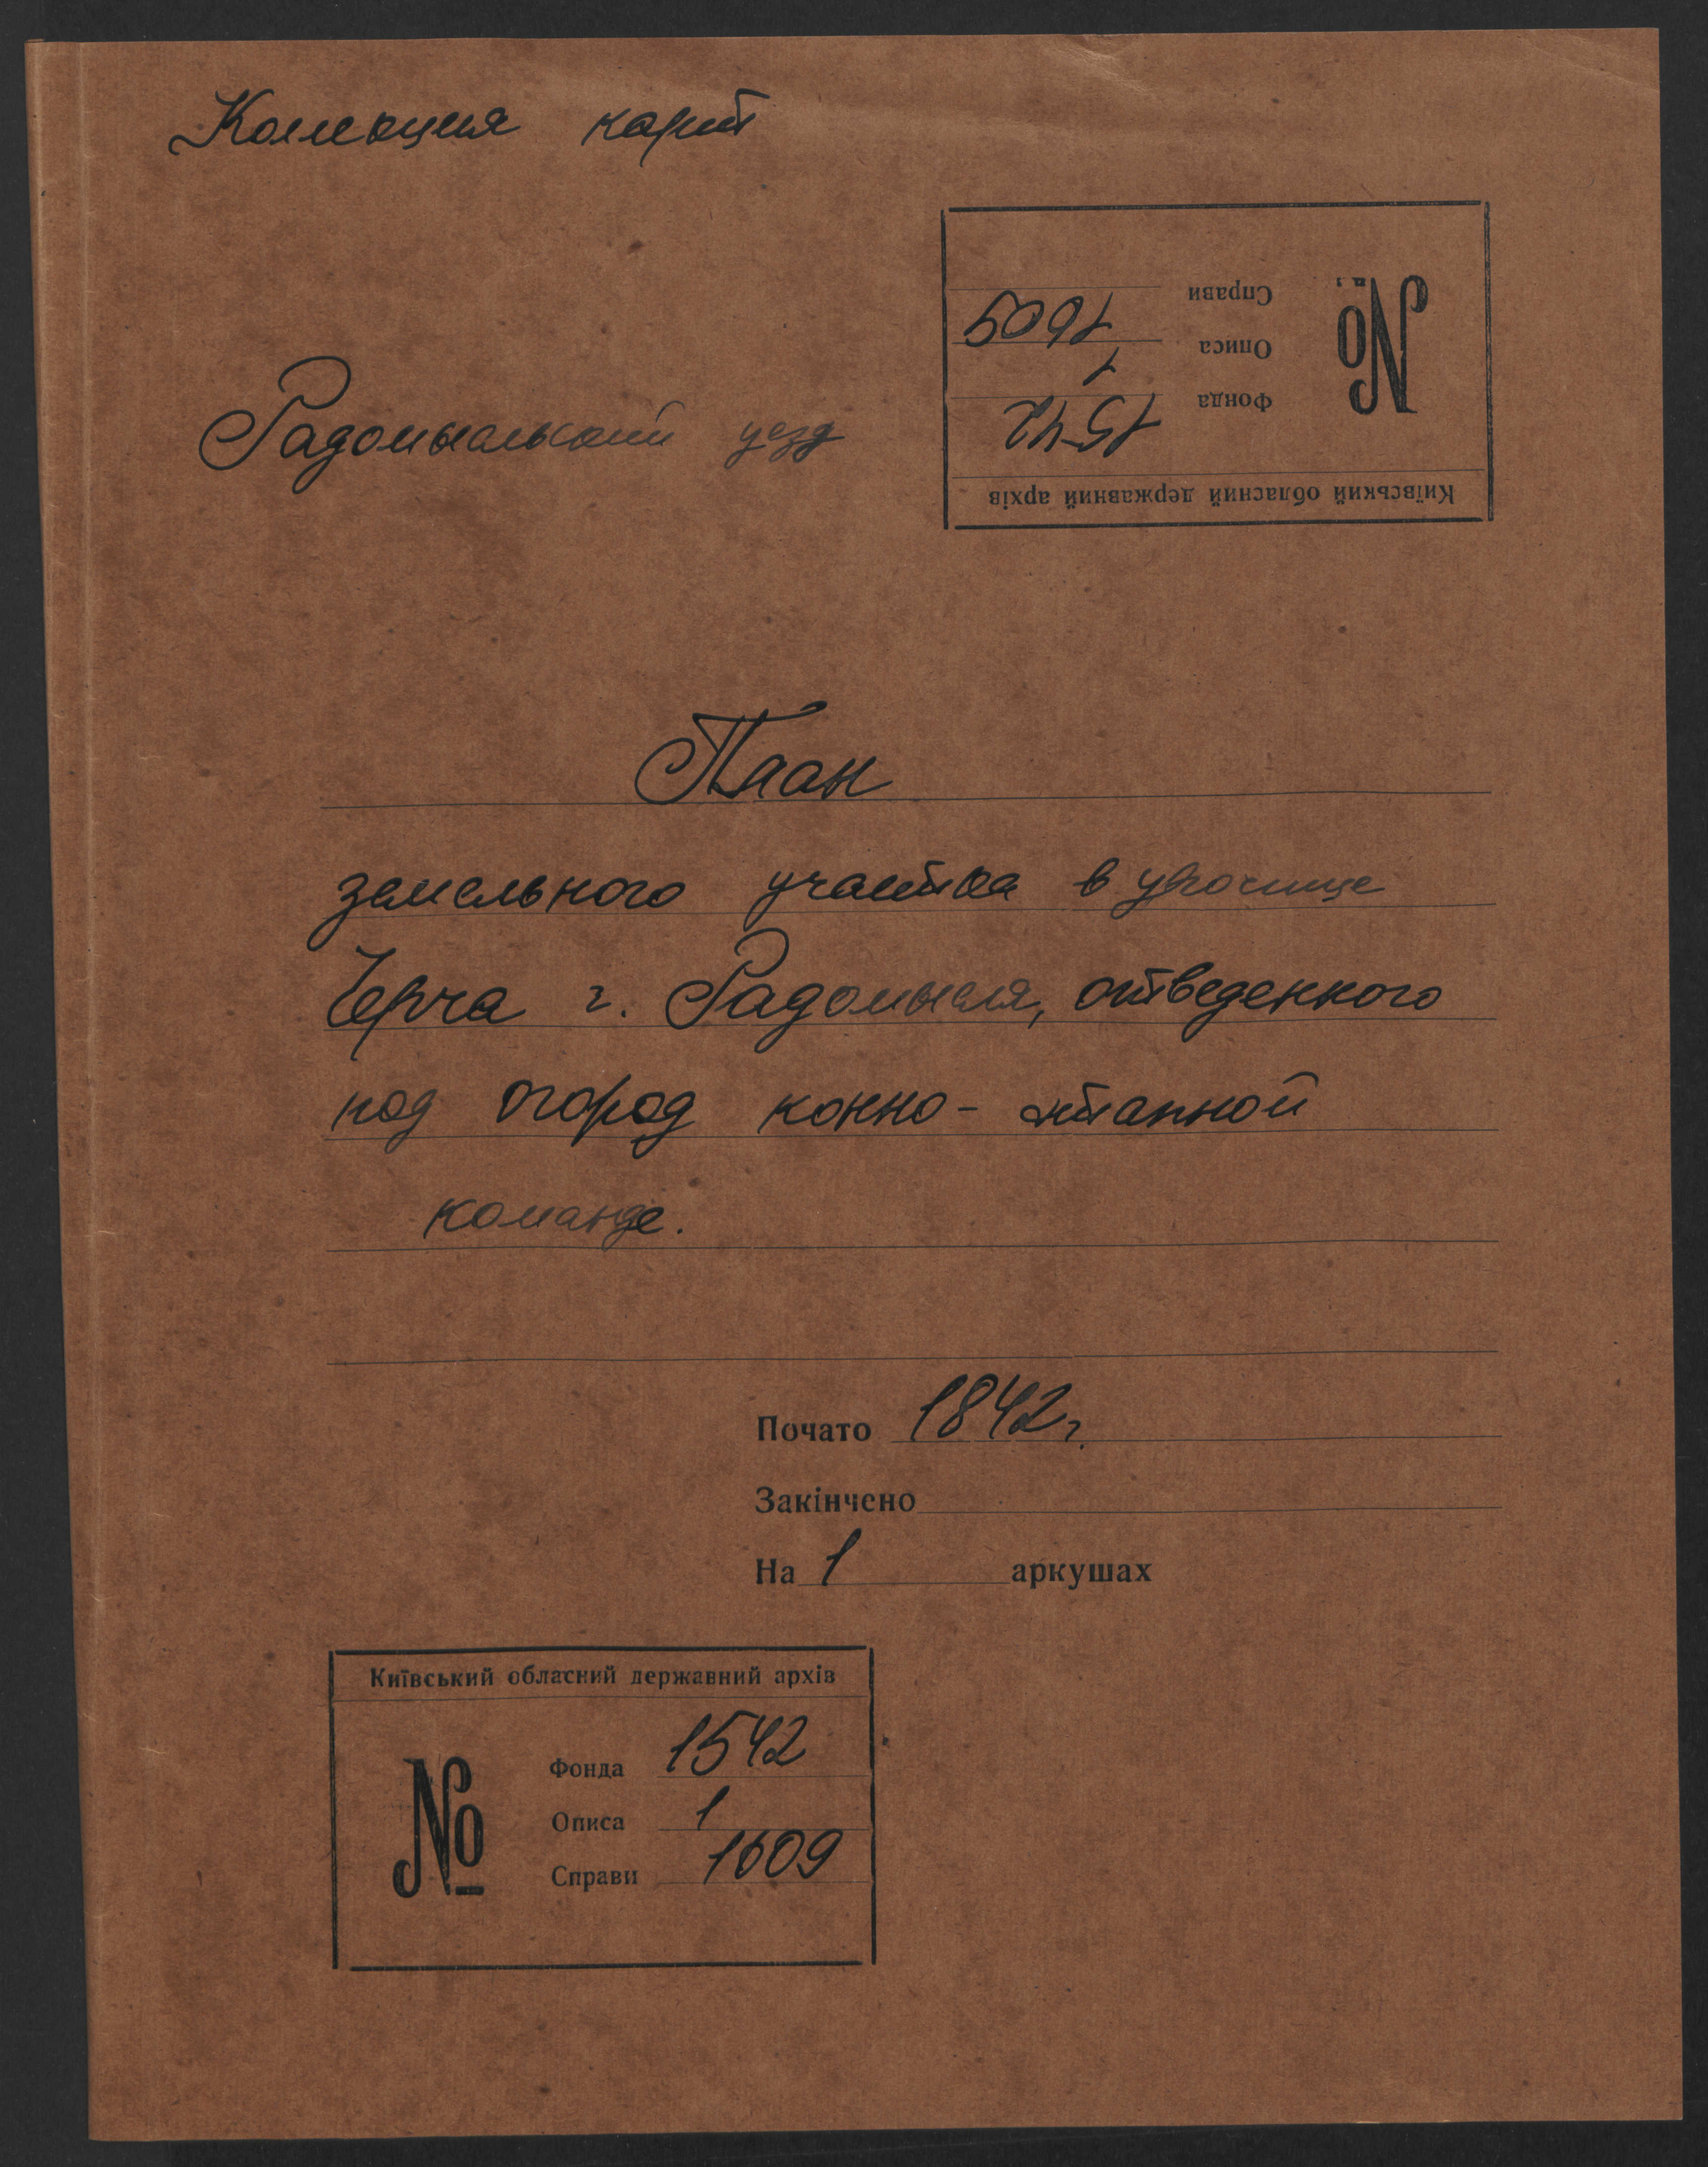 Коллекция карт
Київський обласний державний архів
№
Фонда 1542
Описа 1
Справи 1609
Радомысльский уезд
План
земельного участка в урочище
Черча г. Радомысля, отведенного
под огород конно-этапной
команде.
Почато 1842г.
Закінчено
На 1 аркушах
Київський обласний державний архів
№
Фонда 1542
Описа 1
Справи 1609